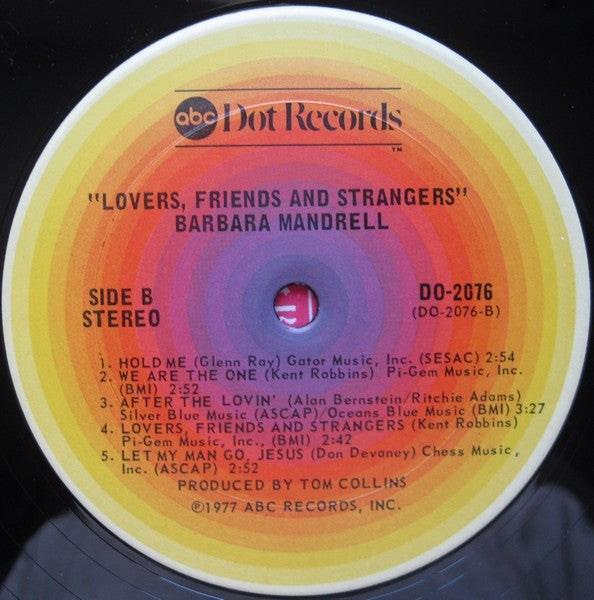 abc Dot Records
TM
"LOVERS, FRIENDS AND STRANGERS"
BARBARA MANDRELL
SIDE B
STEREO
DO-2076
(DO-2076-B)
1. HOLD ME (Glenn Ray) Gator Music, Inc. (SESAC) 2:54
2. WE ARE THE ONE (Kent Robbins) Pi-Gem Music, Inc.
(BMI) 2:52
3. AFTER THE LOVIN' (Alan Bernstein/Ritchie Adams)
Silver Blue Music (ASCAP)/Oceans Blue Music (BMI) 3:27
4. LOVERS, FRIENDS AND STRANGERS (Kent Robbins)
Pi-Gem Music, Inc., (BMI) 2:42
5. LET MY MAN GO, JESUS (Don Devaney) Chess Music,
Inc. (ASCAP) 2:52
PRODUCED BY TOM COLLINS
℗1977 ABC RECORDS, INC.